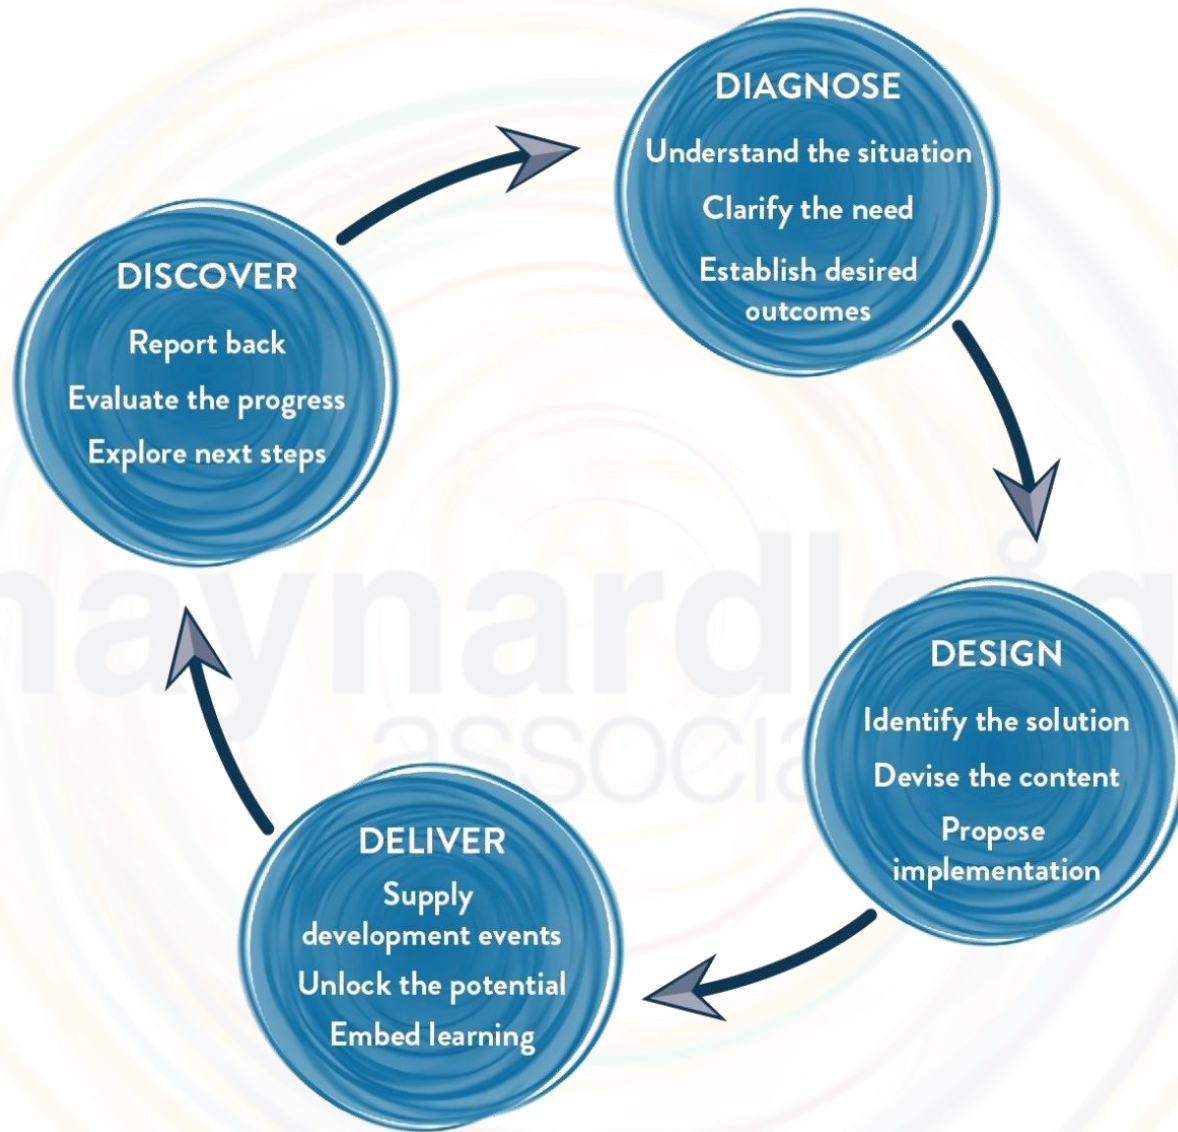 DIAGNOSE
Understand the situation
Clarify the need
Establish desired
outcomes
DISCOVER
Report back
Evaluate the progress
Explore next steps
DESIGN
Identify the solution
Devise the content
Propose
implementation
DELIVER
Supply
development events
Unlock the potential
Embed learning